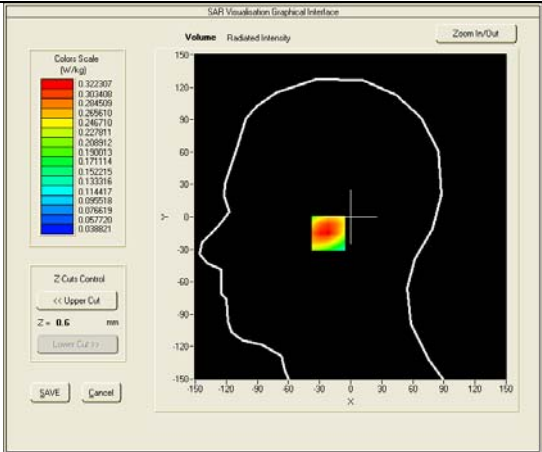 SAR Visualisation Graphical Interface
Volume Radiated Intensity
Zoom In/Out
Colors Scale
(W/kg)
0.322307
0.303408
0.284509
0.265610
0.246710
0.227811
0.208912
0.190013
0.171114
0.152215
0.133316
0.114417
0.095518
0.076619
0.057720
0.038821
Z-Cuts Control
<< Upper Cut
Z = 0.6 mm
Lower Cut >>
SAVE
Cancel
150
120
90
60
30
0
-30
-60
-90
-120
-150
Y
-150 -120 -90 -60 -30 0 30 60 90 120 150
X